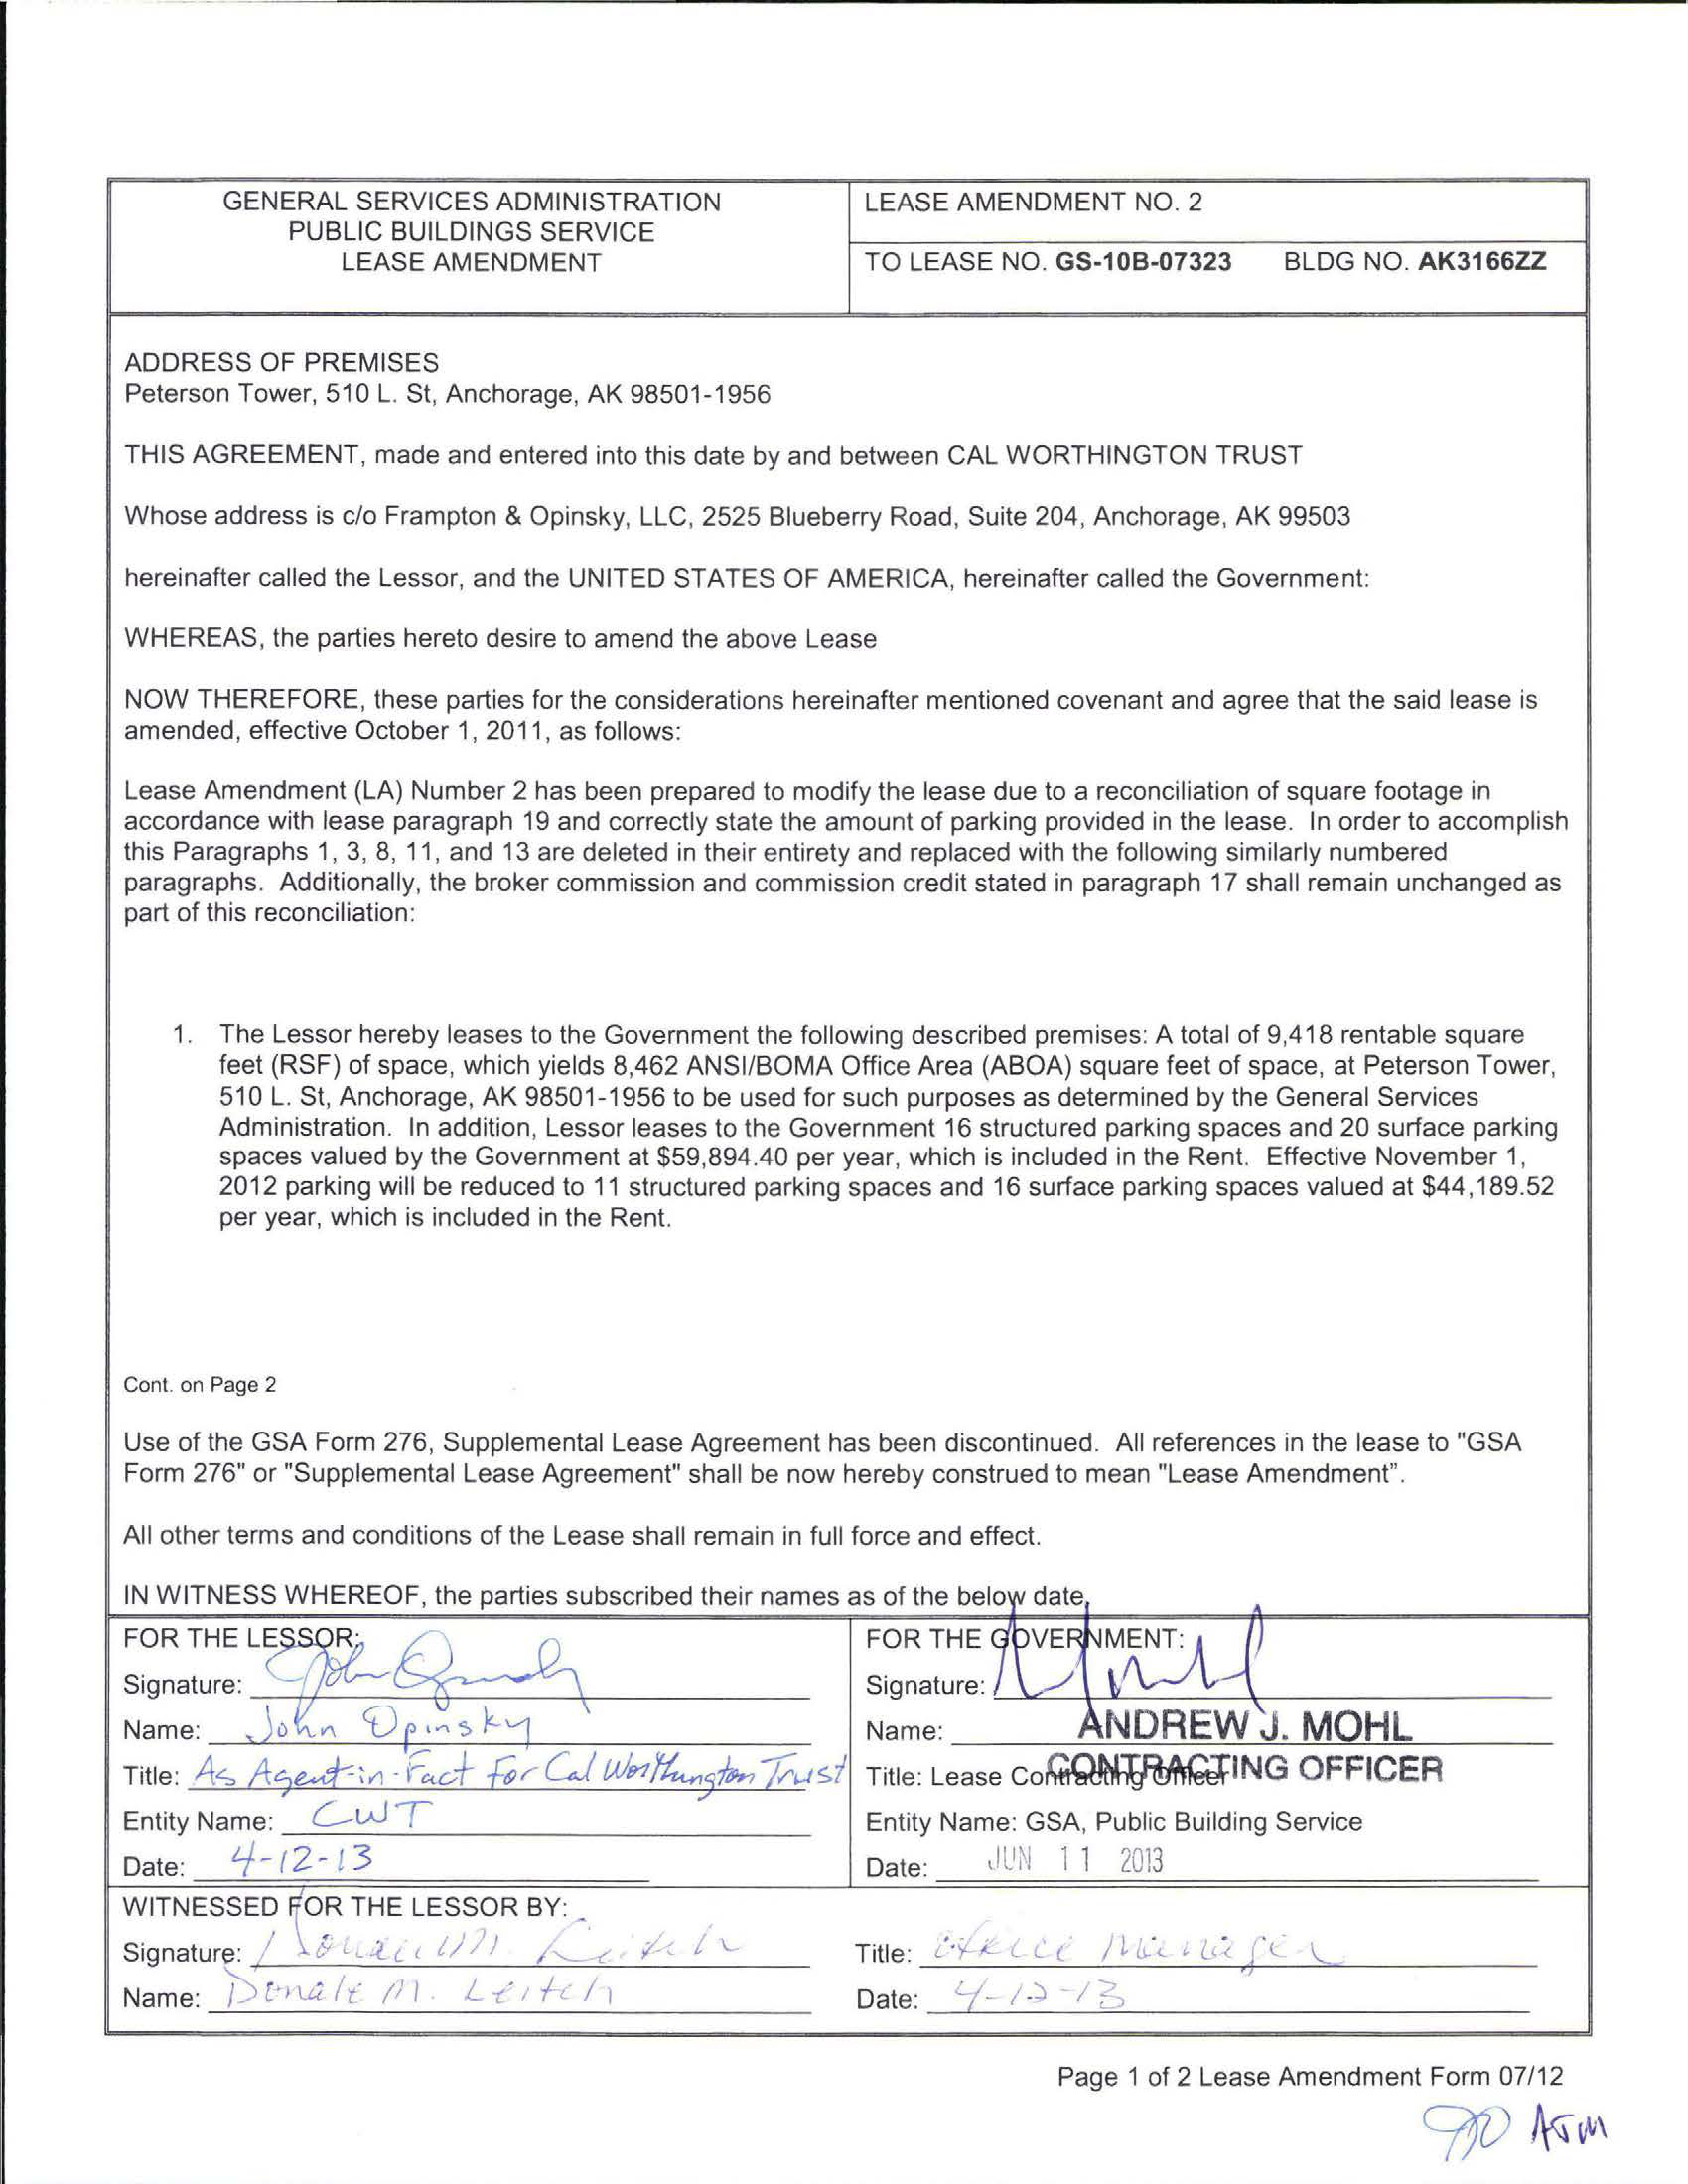 GENERAL SERVICES ADMINISTRATION
PUBLIC BUILDINGS SERVICE
LEASE AMENDMENT
LEASE AMENDMENT NO. 2
TO LEASE NO. GS-10B-07323 BLDG NO. AK3166ZZ
ADDRESS OF PREMISES
Peterson Tower, 510 L. St, Anchorage, AK 98501-1956
THIS AGREEMENT, made and entered into this date by and between CAL WORTHINGTON TRUST
Whose address is c/o Frampton & Opinsky, LLC, 2525 Blueberry Road, Suite 204, Anchorage, AK 99503
hereinafter called the Lessor, and the UNITED STATES OF AMERICA, hereinafter called the Government:
WHEREAS, the parties hereto desire to amend the above Lease
NOW THEREFORE, these parties for the considerations hereinafter mentioned covenant and agree that the said lease is
amended, effective October 1, 2011, as follows:
Lease Amendment (LA) Number 2 has been prepared to modify the lease due to a reconciliation of square footage in
accordance with lease paragraph 19 and correctly state the amount of parking provided in the lease. In order to accomplish
this Paragraphs 1, 3, 8, 11, and 13 are deleted in their entirety and replaced with the following similarly numbered
paragraphs. Additionally, the broker commission and commission credit stated in paragraph 17 shall remain unchanged as
part of this reconciliation:
1. The Lessor hereby leases to the Government the following described premises: A total of 9,418 rentable square
feet (RSF) of space, which yields 8,462 ANSI/BOMA Office Area (ABOA) square feet of space, at Peterson Tower,
510 L. St, Anchorage, AK 98501-1956 to be used for such purposes as determined by the General Services
Administration. In addition, Lessor leases to the Government 16 structured parking spaces and 20 surface parking
spaces valued by the Government at $59,894.40 per year, which is included in the Rent. Effective November 1,
2012 parking will be reduced to 11 structured parking spaces and 16 surface parking spaces valued at $44,189.52
per year, which is included in the Rent.
Cont. on Page 2
Use of the GSA Form 276, Supplemental Lease Agreement has been discontinued. All references in the lease to "GSA
Form 276" or "Supplemental Lease Agreement" shall be now hereby construed to mean "Lease Amendment".
All other terms and conditions of the Lease shall remain in full force and effect.
IN WITNESS WHEREOF, the parties subscribed their names as of the below date.
FOR THE LESSOR:
Signature: John Opinsky
Name: John Opinsky
Title: As Agent-in-Fact for Cal Worthington Trust
Entity Name: CWT
Date: 4-12-13
FOR THE GOVERNMENT:
Signature:
Name: ANDREW J. MOHL
Title: Lease Contracting Officer CONTRACTING OFFICER
Entity Name: GSA, Public Building Service
Date: JUN 11 2013
WITNESSED FOR THE LESSOR BY:
Signature: M. Leitch
Name: M. Leitch
Title: Office Manager
Date: 4-12-13
Page 1 of 2 Lease Amendment Form 07/12
AJM